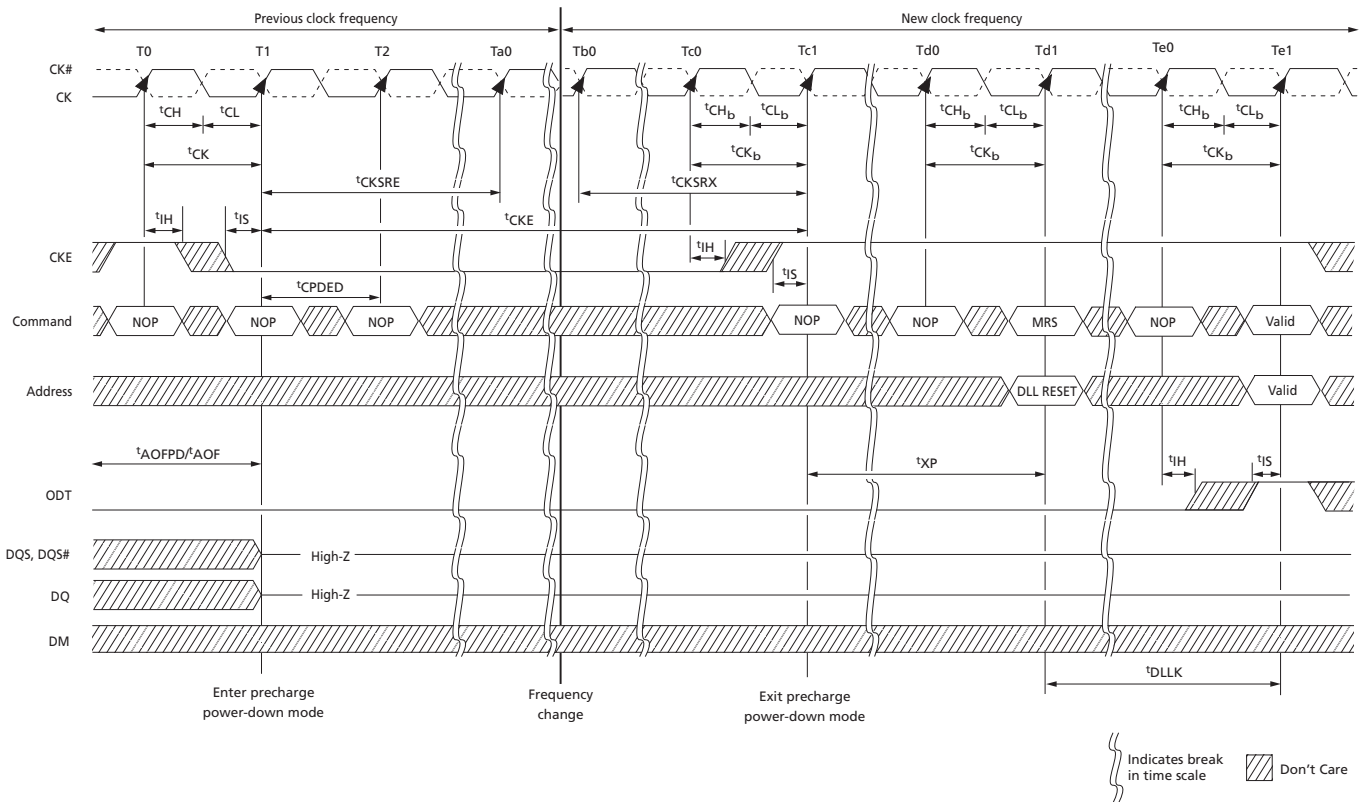 Previous clock frequency
New clock frequency
T0 T1 T2 Ta0 Tb0 Tc0 Tc1 Td0 Td1 Te0 Te1
CK#
CK
tCH tCL tCHb tCLb tCHb tCLb tCHb tCLb
tCK tCKb tCKb tCKb
tCKSRE tCKSRX
tIH tIS tCKE
CKE tIH
tIS
tCPDED
Command NOP NOP NOP NOP NOP MRS NOP Valid
Address DLL RESET Valid
tAOFPD/tAOF tXP tIH tIS
ODT
DQS, DQS# High-Z
DQ High-Z
DM
tDLLK
Enter precharge
power-down mode
Frequency
change
Exit precharge
power-down mode
Indicates break
in time scale
Don't Care